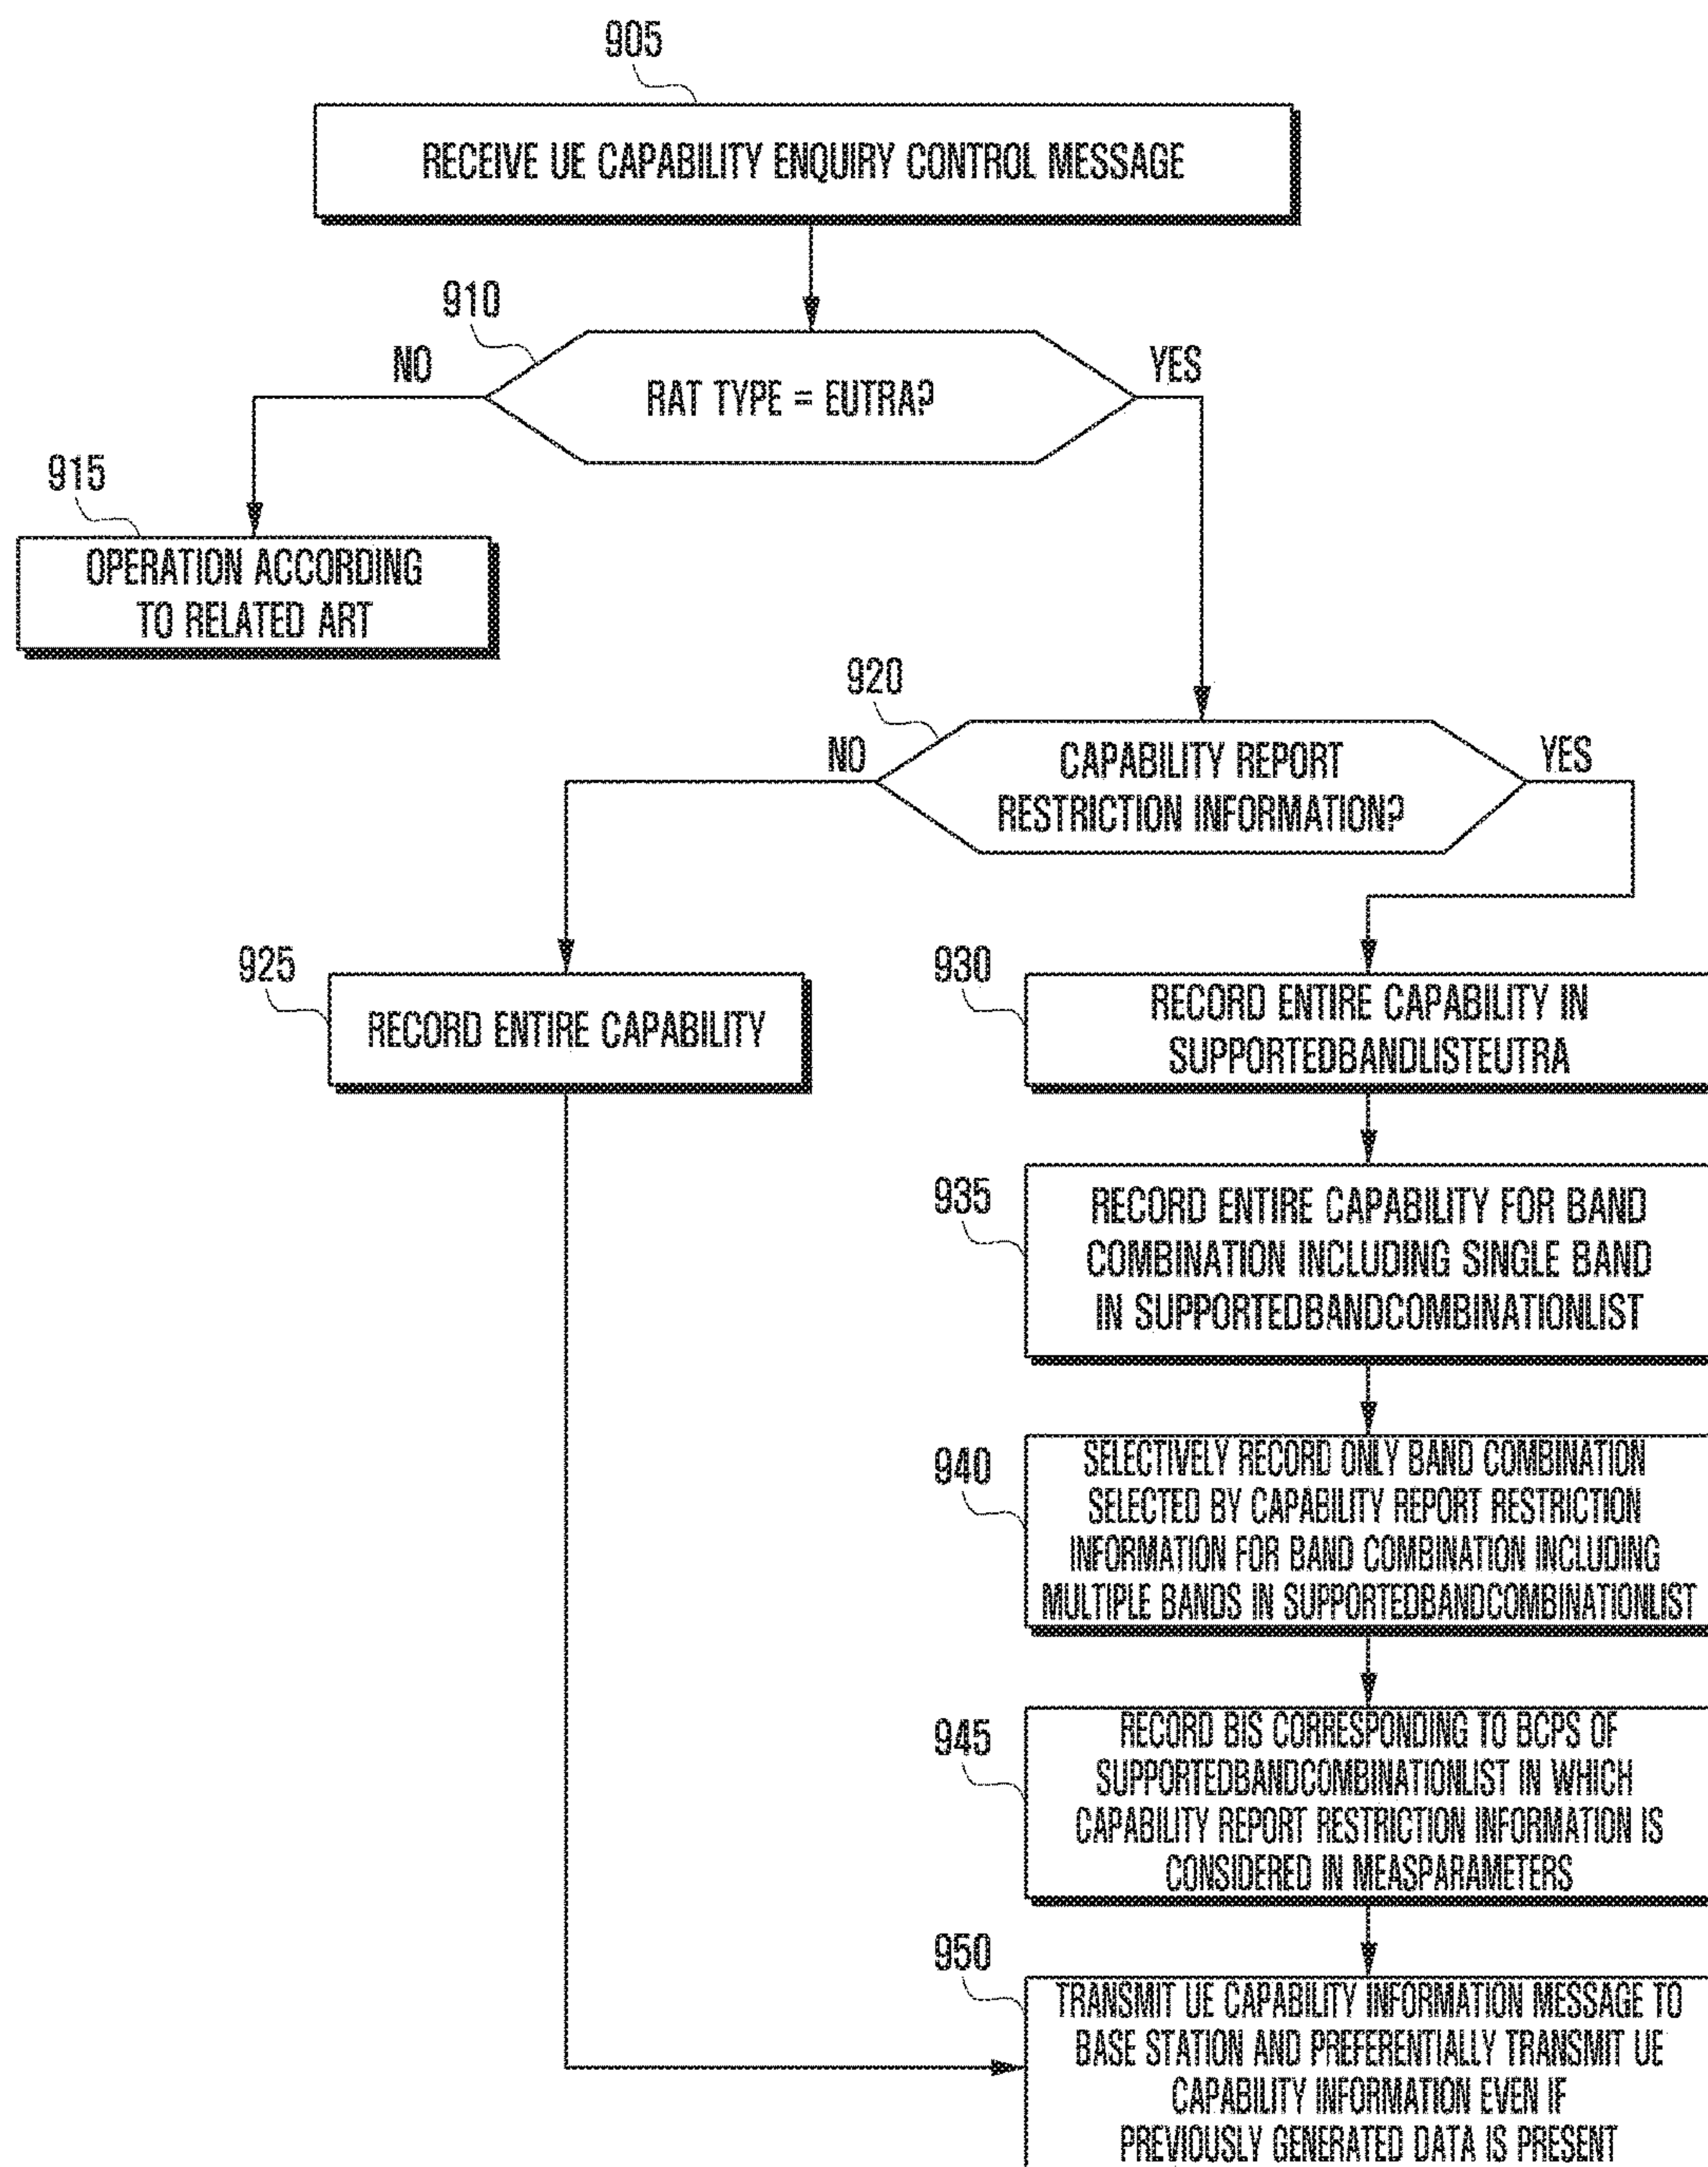 905
RECEIVE UE CAPABILITY ENQUIRY CONTROL MESSAGE
910
NO
YES
RAT TYPE = EUTRA?
915
OPERATION ACCORDING
TO RELATED ART
920
NO
YES
CAPABILITY REPORT
RESTRICTION INFORMATION?
925
RECORD ENTIRE CAPABILITY
930
RECORD ENTIRE CAPABILITY IN
SUPPORTEDBANDLISTEUTRA
935
RECORD ENTIRE CAPABILITY FOR BAND
COMBINATION INCLUDING SINGLE BAND
IN SUPPORTEDBANDCOMBINATIONLIST
940
SELECTIVELY RECORD ONLY BAND COMBINATION
SELECTED BY CAPABILITY REPORT RESTRICTION
INFORMATION FOR BAND COMBINATION INCLUDING
MULTIPLE BANDS IN SUPPORTEDBANDCOMBINATIONLIST
945
RECORD BIS CORRESPONDING TO BCPS OF
SUPPORTEDBANDCOMBINATIONLIST IN WHICH
CAPABILITY REPORT RESTRICTION INFORMATION IS
CONSIDERED IN MEASPARAMETERS
950
TRANSMIT UE CAPABILITY INFORMATION MESSAGE TO
BASE STATION AND PREFERENTIALLY TRANSMIT UE
CAPABILITY INFORMATION EVEN IF
PREVIOUSLY GENERATED DATA IS PRESENT